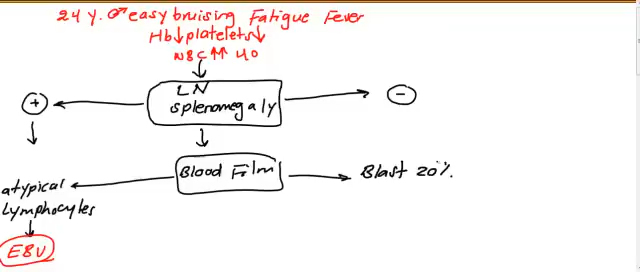 24 y. ♂ easy bruising Fatigue Fever
Hb↓ platelets↓
WBC ↑↑ 40
LN
splenomegaly
+
-
Blood Film
Blast 20%.
atypical
Lymphocytes
EBV